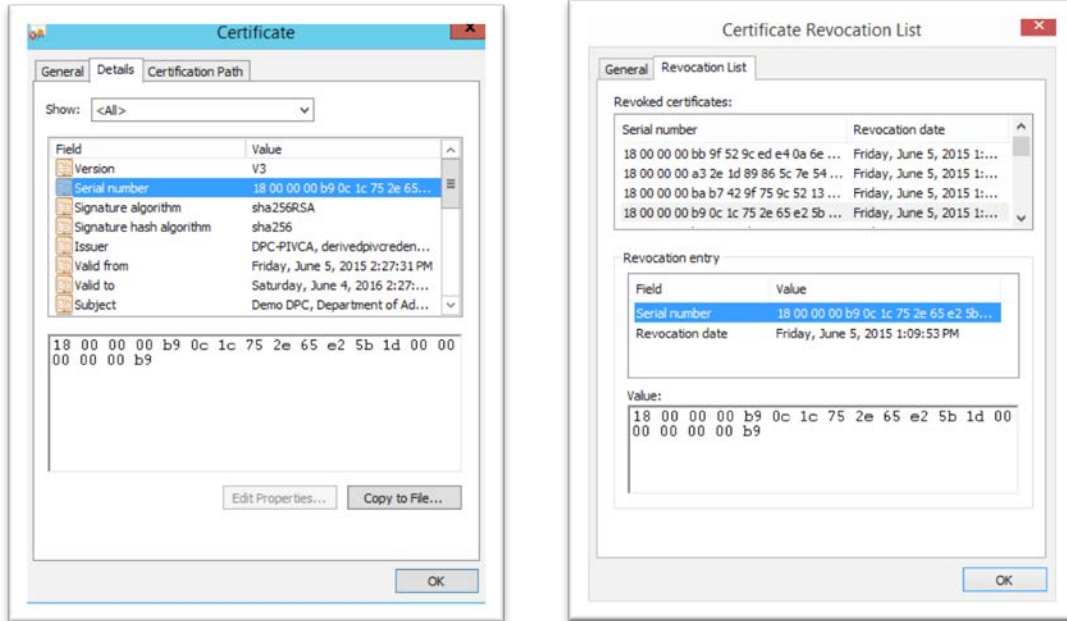 Certificate
General Details Certification Path
Show: <All>
Field Value
Version V3
Serial number 18 00 00 00 b9 0c 1c 75 2e 65...
Signature algorithm sha256RSA
Signature hash algorithm sha256
Issuer DPC-PIVCA, derivedpivcreden...
Valid from Friday, June 5, 2015 2:27:31 PM
Valid to Saturday, June 4, 2016 2:27:...
Subject Demo DPC, Department of Ad...
18 00 00 00 b9 0c 1c 75 2e 65 e2 5b 1d 00 00
00 00 00 b9
Edit Properties... Copy to File...
OK
Certificate Revocation List
General Revocation List
Revoked certificates:
Serial number Revocation date
18 00 00 00 bb 9f 52 9c ed e4 0a 6e ... Friday, June 5, 2015 1:...
18 00 00 00 a3 2e 1d 89 86 5c 7e 54 ... Friday, June 5, 2015 1:...
18 00 00 00 ba b7 42 9f 75 9c 52 13 ... Friday, June 5, 2015 1:...
18 00 00 00 b9 0c 1c 75 2e 65 e2 5b ... Friday, June 5, 2015 1:...
Revocation entry
Field Value
Serial number 18 00 00 00 b9 0c 1c 75 2e 65 e2 5b...
Revocation date Friday, June 5, 2015 1:09:53 PM
Value:
18 00 00 00 b9 0c 1c 75 2e 65 e2 5b 1d 00
00 00 00 00 b9
OK